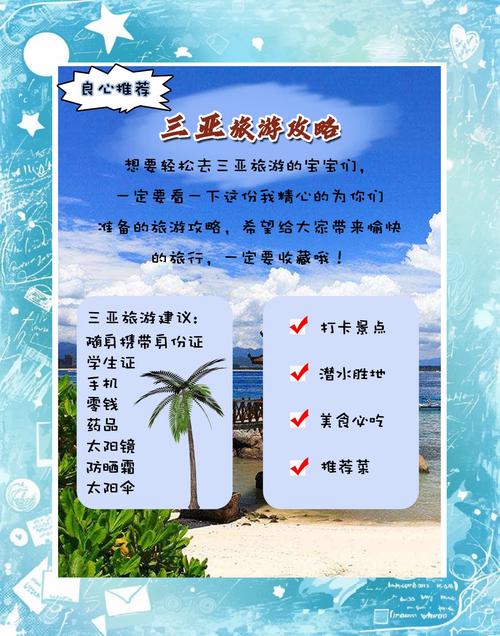 良心推荐
三亚旅游攻略
想要轻松去三亚旅游的宝宝们，
一定要看一下这份我精心的为你们
准备的旅游攻略，希望给大家带来愉快
的旅行，一定要收藏哦！
三亚旅游建议：
随身携带身份证
学生证
手机
零钱
药品
太阳镜
防晒霜
太阳伞
打卡景点
潜水胜地
美食必吃
推荐菜